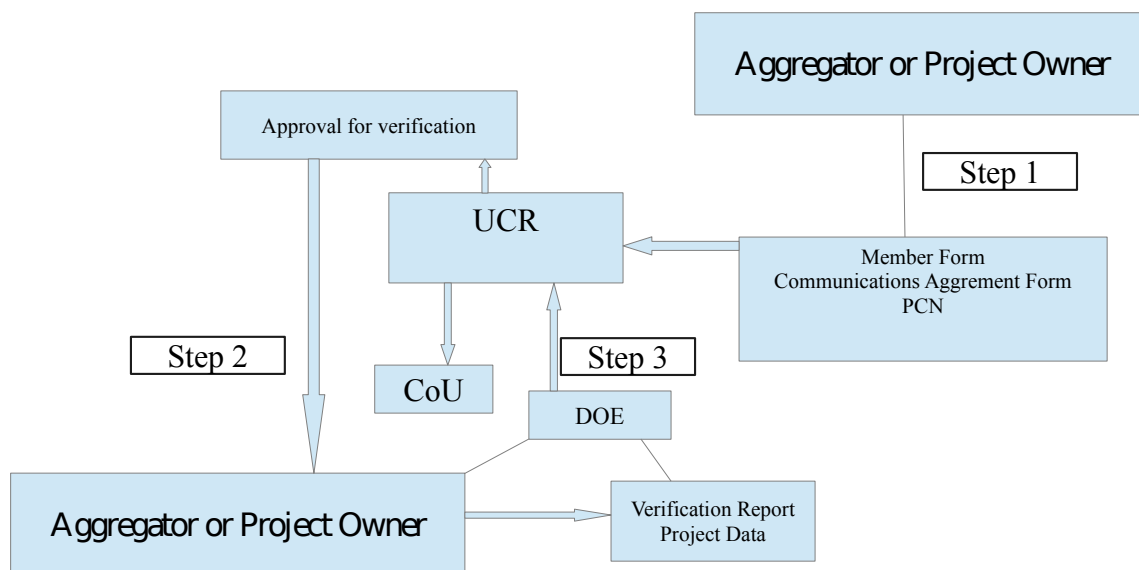 Aggregator or Project Owner
Approval for verification
Step 1
UCR
Member Form
Communications Aggrement Form
PCN
Step 2
Step 3
CoU
DOE
Aggregator or Project Owner
Verification Report
Project Data